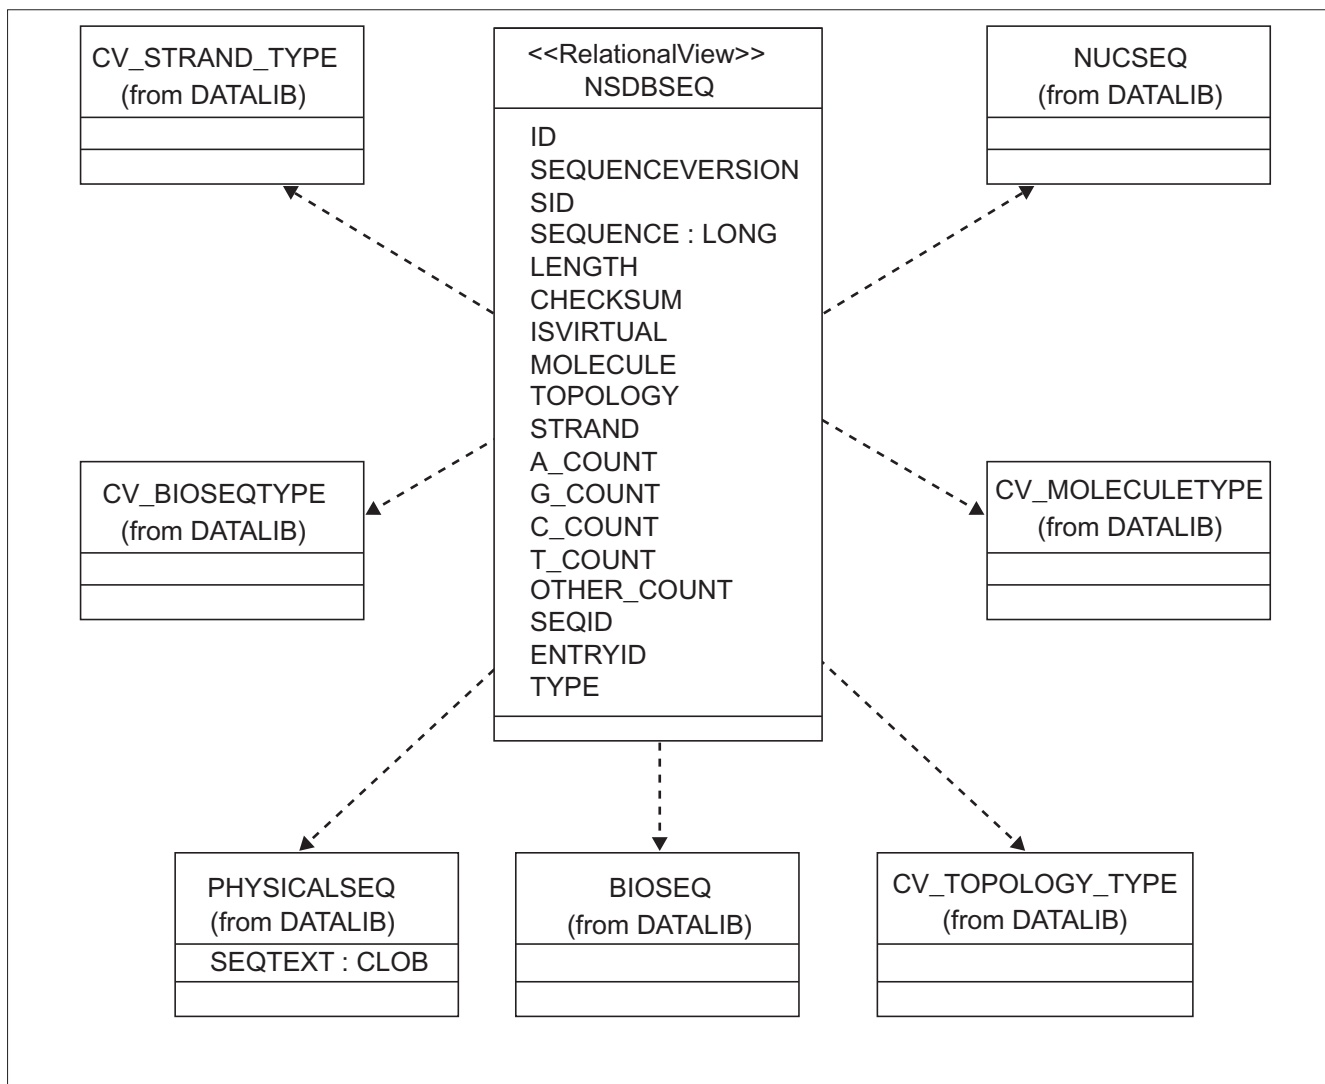 CV_STRAND_TYPE
(from DATALIB)
<<RelationalView>>
NSDBSEQ
ID
SEQUENCEVERSION
SID
SEQUENCE : LONG
LENGTH
CHECKSUM
ISVIRTUAL
MOLECULE
TOPOLOGY
STRAND
A_COUNT
G_COUNT
C_COUNT
T_COUNT
OTHER_COUNT
SEQID
ENTRYID
TYPE
NUCSEQ
(from DATALIB)
CV_BIOSEQTYPE
(from DATALIB)
CV_MOLECULETYPE
(from DATALIB)
PHYSICALSEQ
(from DATALIB)
SEQTEXT : CLOB
BIOSEQ
(from DATALIB)
CV_TOPOLOGY_TYPE
(from DATALIB)